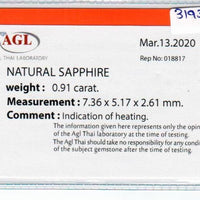 3193
AGL
Mar.13.2020
THAI LABORATORY
Rep No: 018817
NATURAL SAPPHIRE
weight : 0.91 carat.
Measurement : 7.36 x 5.17 x 2.61 mm.
Comment : Indication of heating.
The information given here represents only the opin
of the Agl Thai laboratory at the time of testing.
The Agl Thai should take no responsibility for any condi
of the subject gemstone after the time of testing.